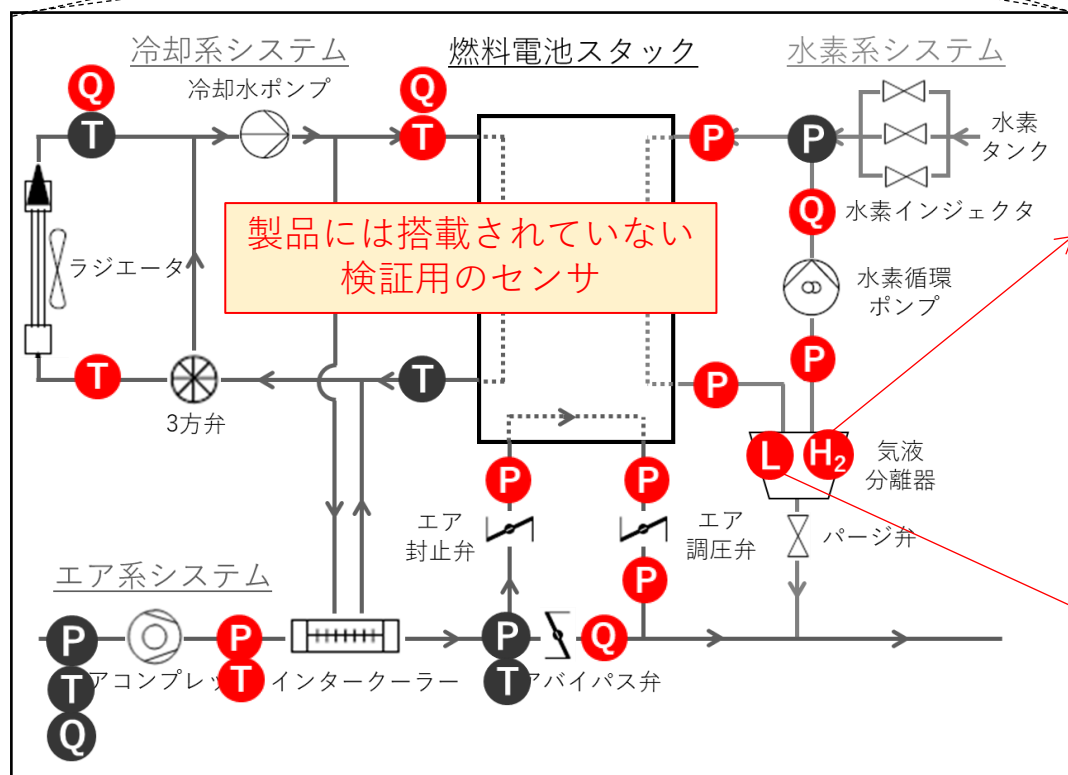 冷却系システム
燃料電池スタック
水素系システム
Q
冷却水ポンプ
Q
T
T
P
P
水素
タンク
Q
水素インジェクタ
製品には搭載されていない
検証用のセンサ
ラジエータ
水素循環
ポンプ
P
T
T
P
3方弁
L
H2
気液
分離器
P
P
エア
封止弁
エア
調圧弁
パージ弁
P
エア系システム
P
P
P
Q
T
アコンプレッ
T
インタークーラー
T
アバイパス弁
Q